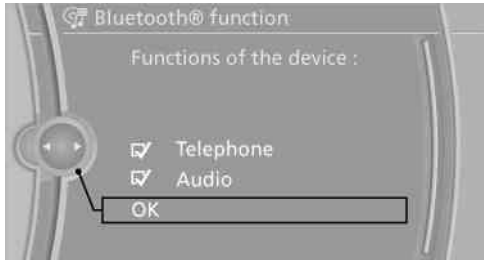 Bluetooth® function
Functions of the device :
Telephone
Audio
OK